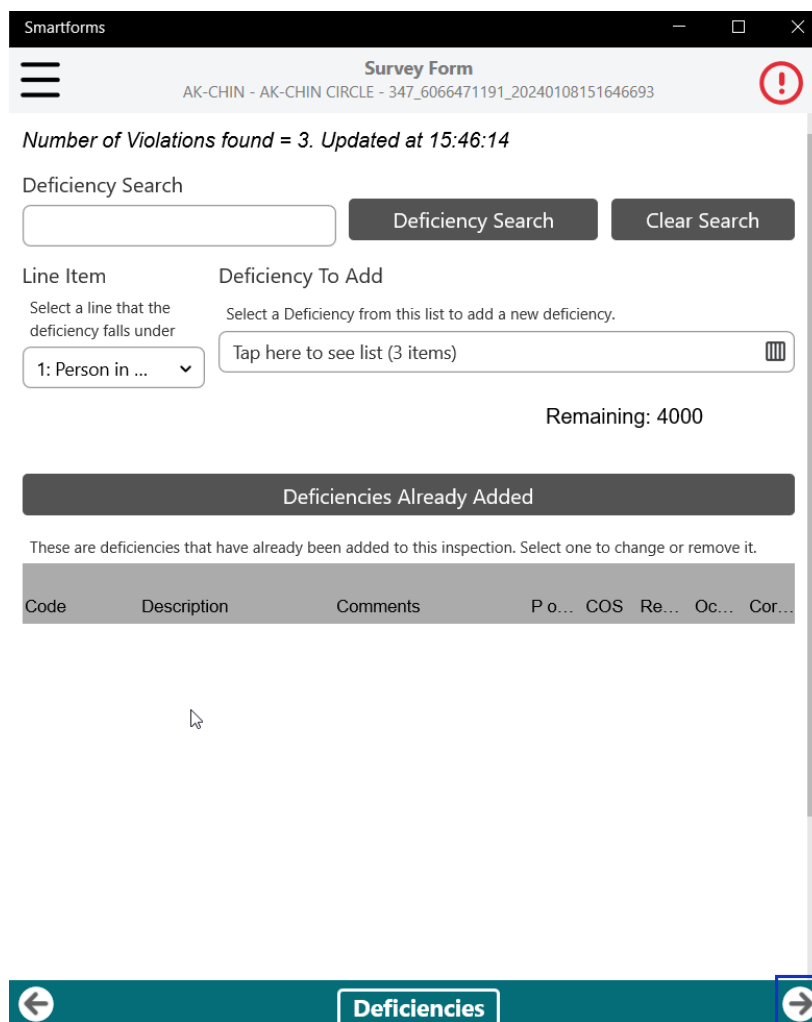 Smartforms
Survey Form
AK-CHIN - AK-CHIN CIRCLE - 347_6066471191_20240108151646693
Number of Violations found = 3. Updated at 15:46:14
Deficiency Search
Deficiency Search Clear Search
Line Item Deficiency To Add
Select a line that the
deficiency falls under
Select a Deficiency from this list to add a new deficiency.
1: Person in ...
Tap here to see list (3 items)
Remaining: 4000
Deficiencies Already Added
These are deficiencies that have already been added to this inspection. Select one to change or remove it.
Code Description Comments P o... COS Re... Oc... Cor...
Deficiencies